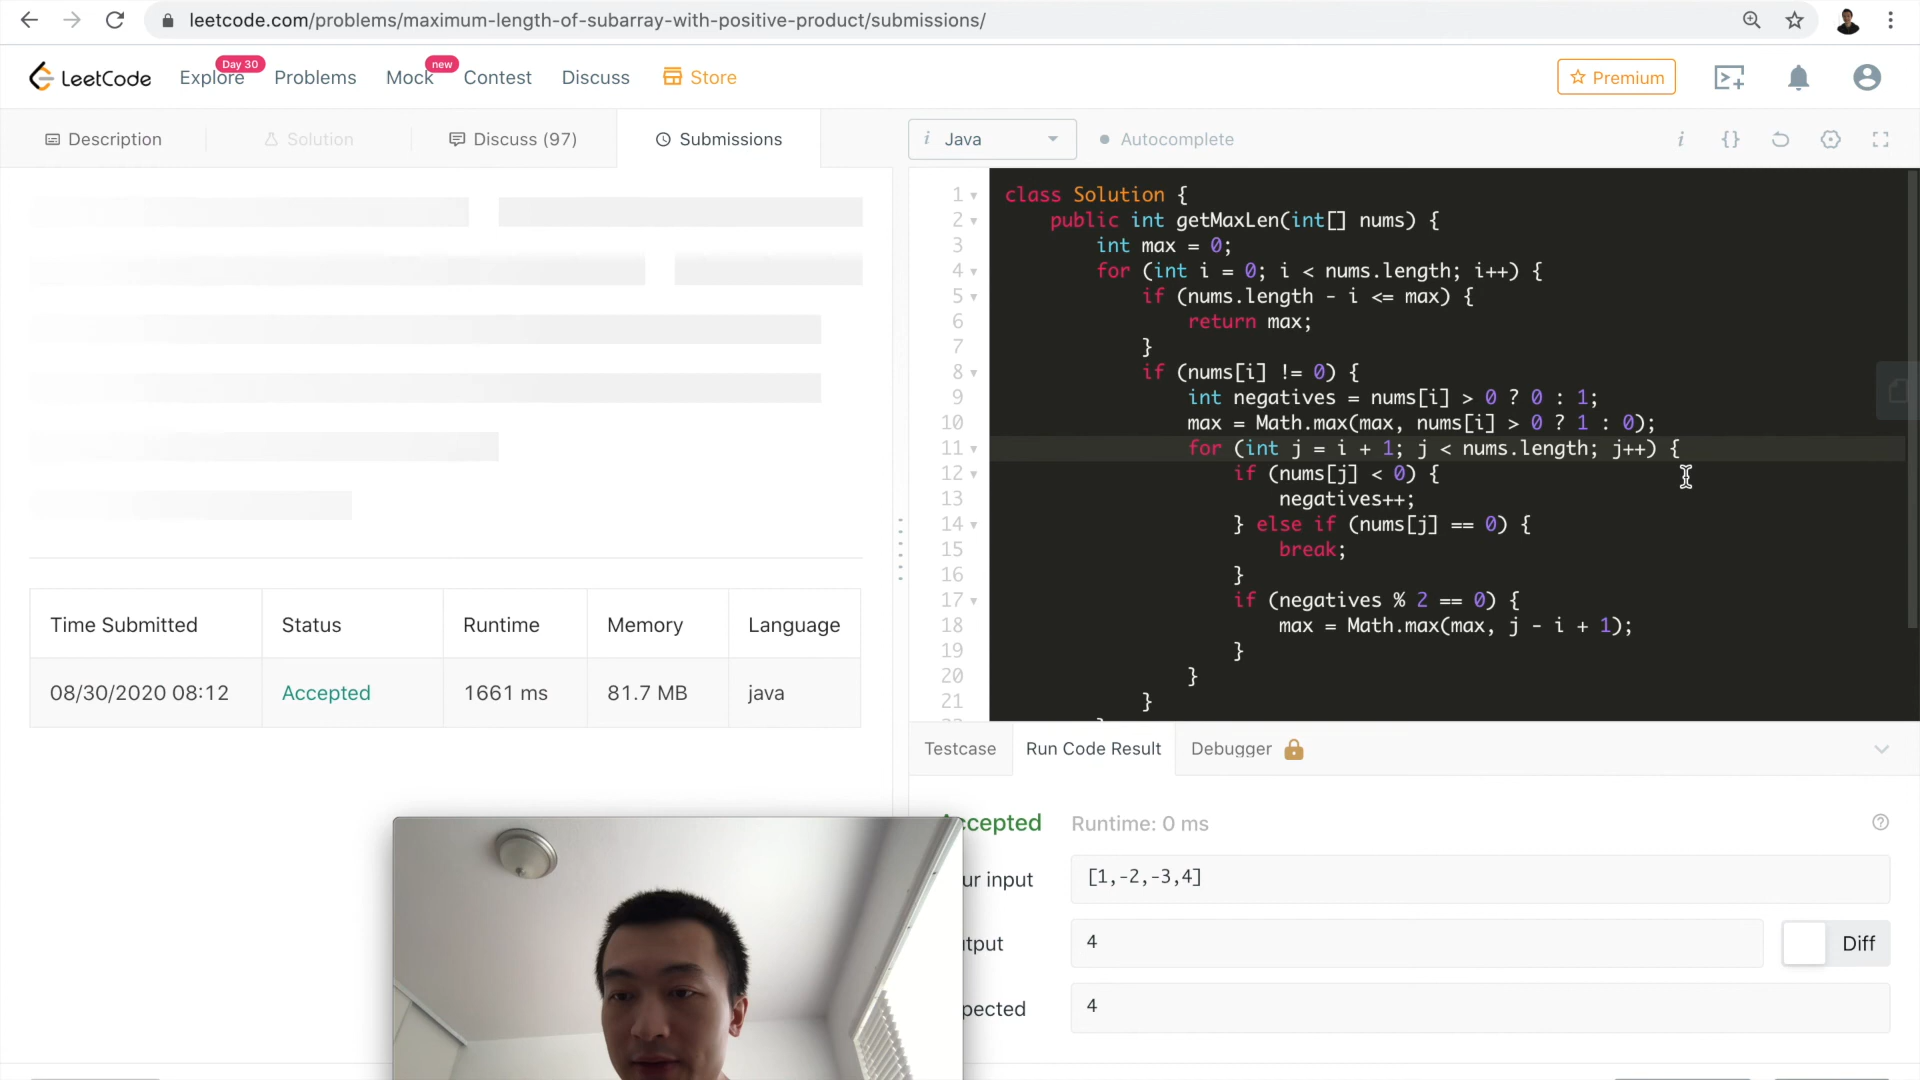 leetcode.com/problems/maximum-length-of-subarray-with-positive-product/submissions/
LeetCode
Explore
Day 30
Problems
Mock
new
Contest
Discuss
Store
Premium
Description
Solution
Discuss (97)
Submissions
i Java
Autocomplete
i {}
1 class Solution {
2 public int getMaxLen(int[] nums) {
3 int max = 0;
4 for (int i = 0; i < nums.length; i++) {
5 if (nums.length - i <= max) {
6 return max;
7 }
8 if (nums[i] != 0) {
9 int negatives = nums[i] > 0 ? 0 : 1;
10 max = Math.max(max, nums[i] > 0 ? 1 : 0);
11 for (int j = i + 1; j < nums.length; j++) {
12 if (nums[j] < 0) {
13 negatives++;
14 } else if (nums[j] == 0) {
15 break;
16 }
17 if (negatives % 2 == 0) {
18 max = Math.max(max, j - i + 1);
19 }
20 }
21 }
Time Submitted Status Runtime Memory Language
08/30/2020 08:12 Accepted 1661 ms 81.7 MB java
Testcase
Run Code Result
Debugger
ccepted Runtime: 0 ms
ur input [1,-2,-3,4]
tput 4
Diff
pected 4